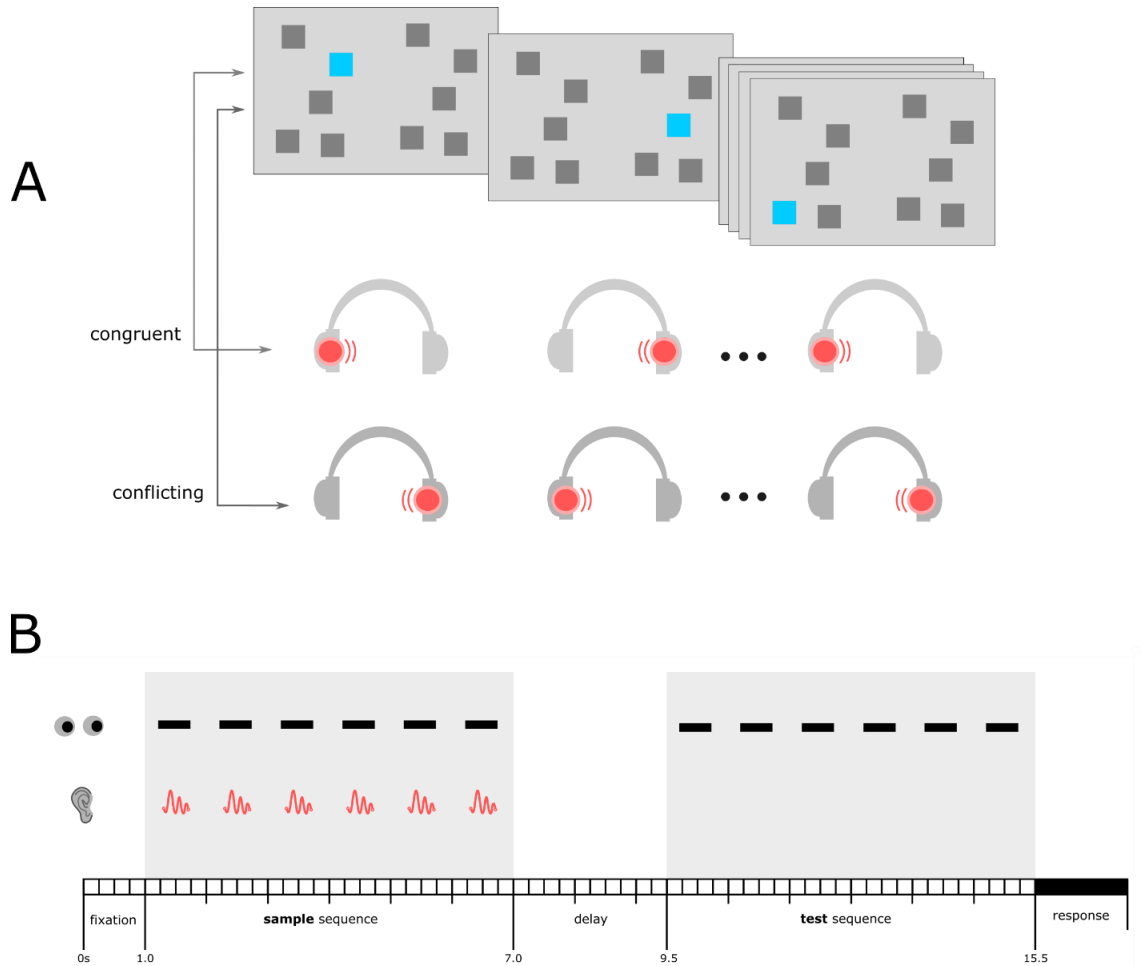 A
congruent
conflicting
B
fixation
sample sequence
delay
test sequence
response
0s
1.0
7.0
9.5
15.5